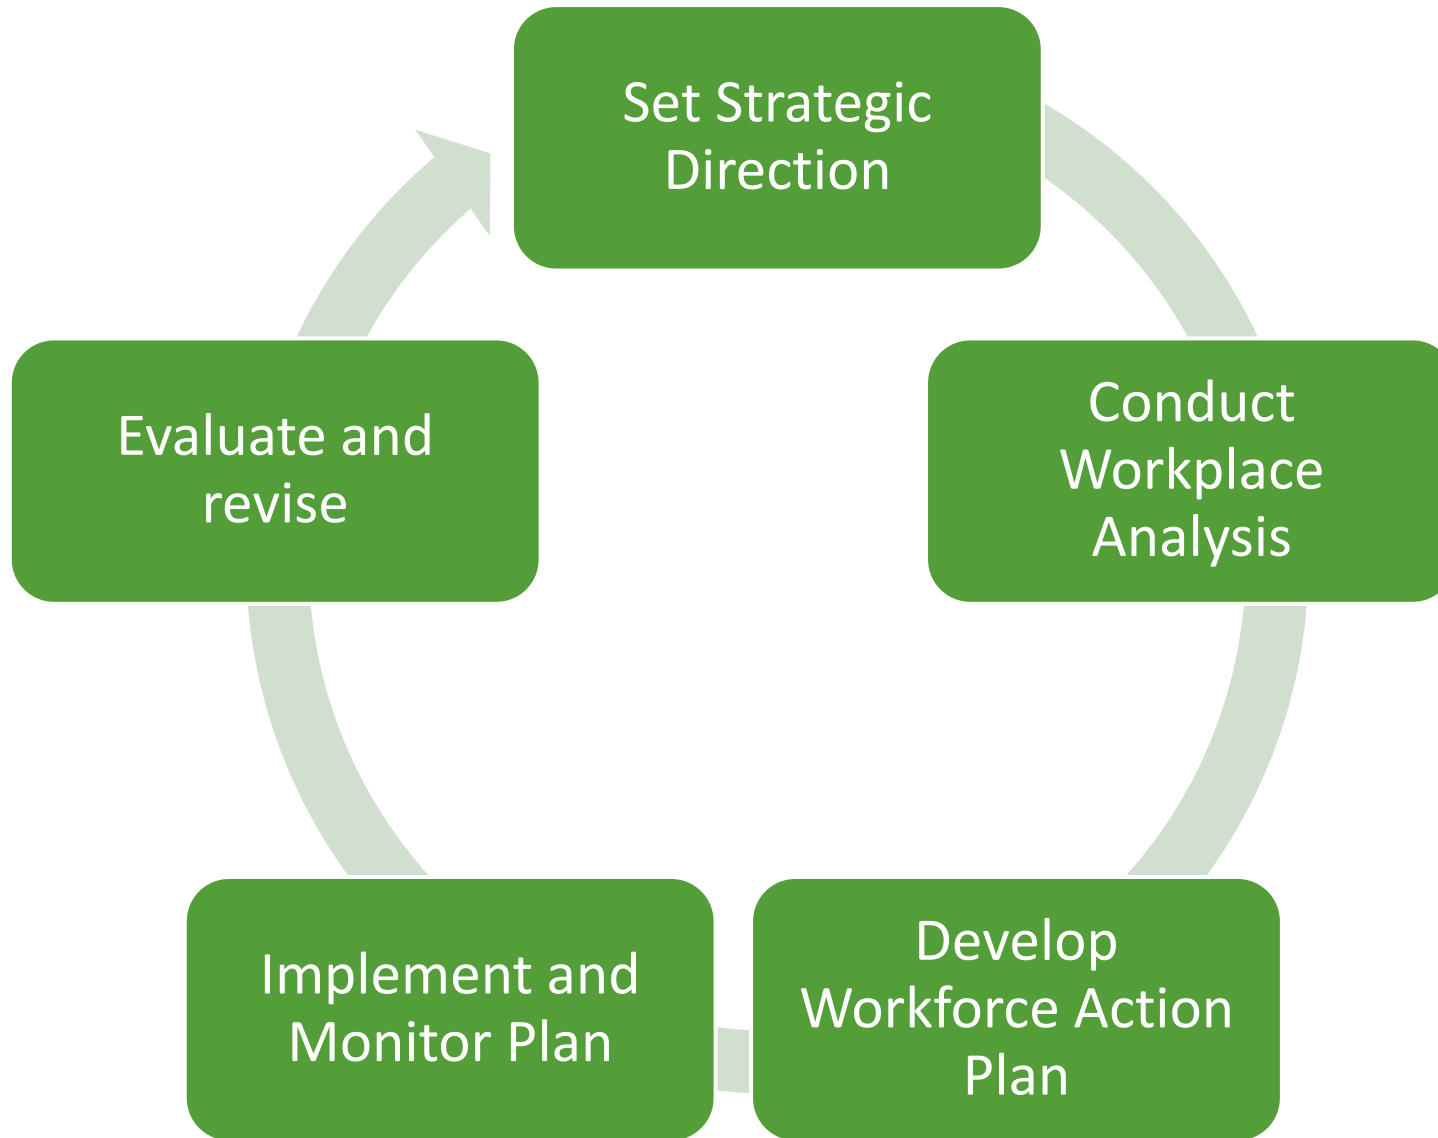 Set Strategic
Direction
Conduct
Workplace
Analysis
Develop
Workforce Action
Plan
Implement and
Monitor Plan
Evaluate and
revise